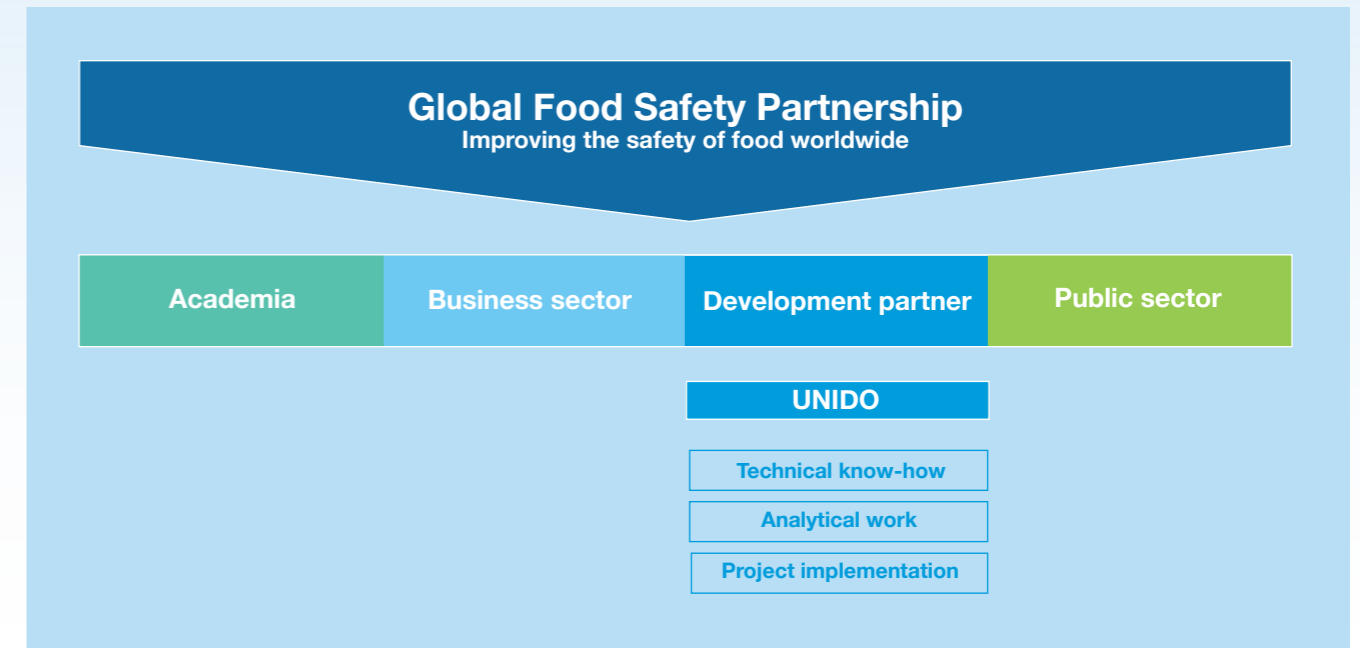 Global Food Safety Partnership
Improving the safety of food worldwide
Academia
Business sector
Development partner
Public sector
UNIDO
Technical know-how
Analytical work
Project implementation